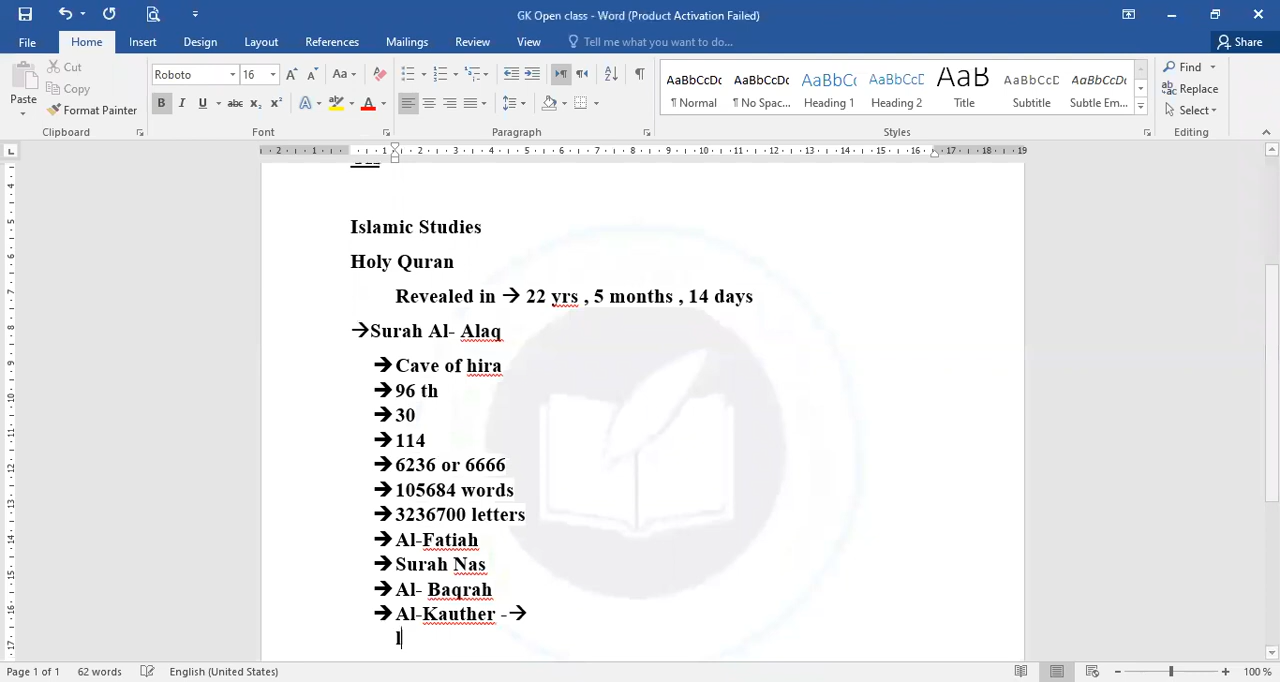 GK Open class - Word (Product Activation Failed)
File Home Insert Design Layout References Mailings Review View Tell me what you want to do... Share
Cut
Copy
Format Painter
Paste
Clipboard
Roboto 16
Font
Paragraph
AaBbCcDc AaBbCcDc AaBbCc AaBbCcD AaB AaBbCcD AaBbCcDc
¶ Normal ¶ No Spac... Heading 1 Heading 2 Title Subtitle Subtle Em...
Styles
Find
Replace
Select
Editing
Islamic Studies
Holy Quran
Revealed in → 22 yrs , 5 months , 14 days
→Surah Al- Alaq
→ Cave of hira
→ 96 th
→ 30
→ 114
→ 6236 or 6666
→ 105684 words
→ 3236700 letters
→ Al-Fatiah
→ Surah Nas
→ Al- Baqrah
→ Al-Kauther -→
l
Page 1 of 1 62 words English (United States) 100 %